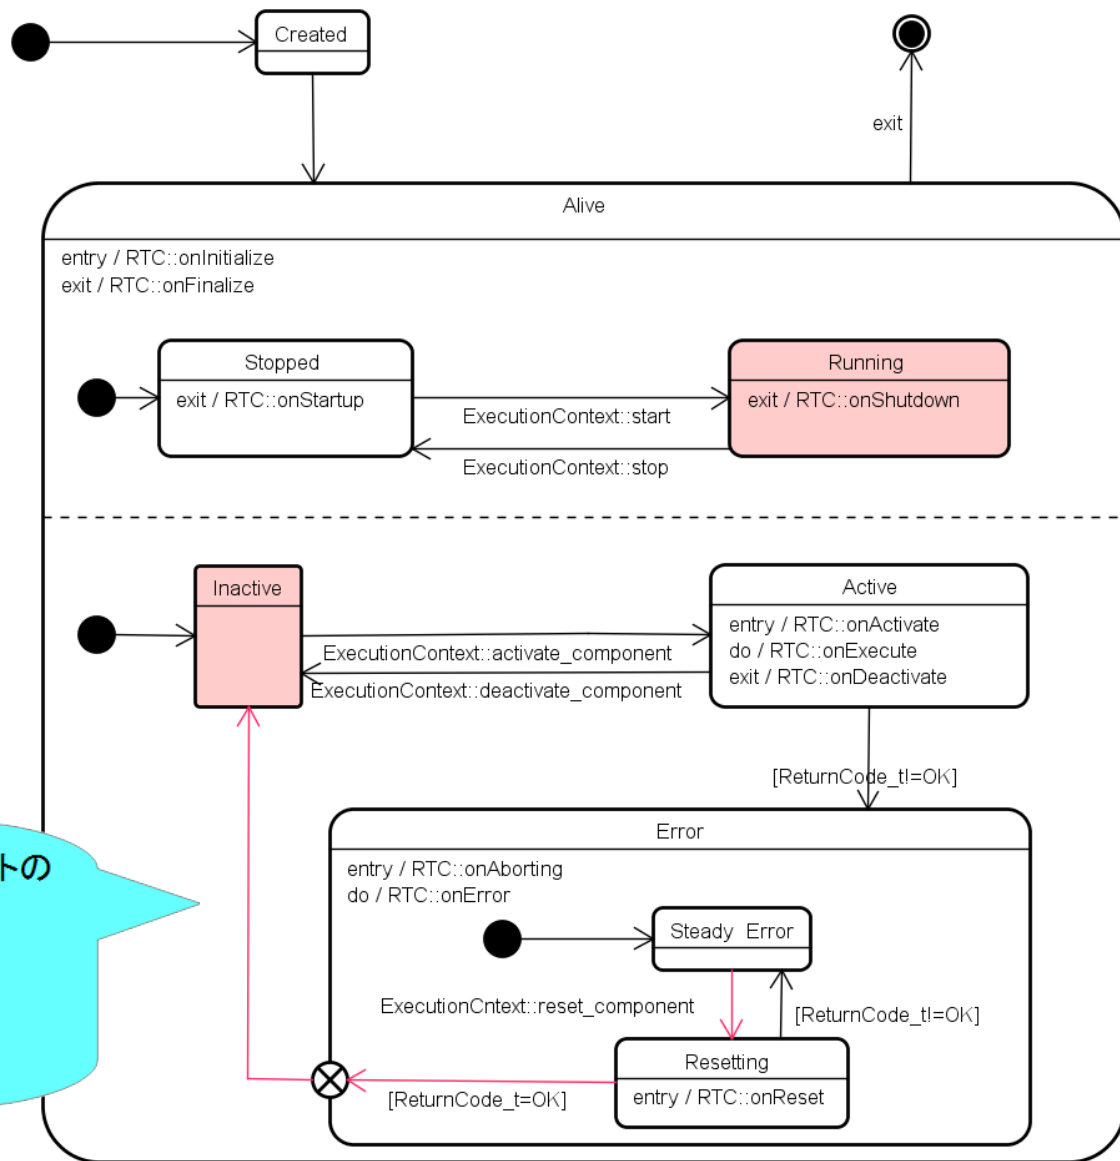 Created
exit
Alive
entry / RTC::onInitialize
exit / RTC::onFinalize
Stopped
exit / RTC::onStartup
Running
exit / RTC::onShutdown
ExecutionContext::start
ExecutionContext::stop
Inactive
Active
entry / RTC::onActivate
do / RTC::onExecute
exit / RTC::onDeactivate
ExecutionContext::activate_component
ExecutionContext::deactivate_component
[ReturnCode_t!=OK]
Error
entry / RTC::onAborting
do / RTC::onError
トの
Steady Error
ExecutionCntext::reset_component
[ReturnCode_t!=OK]
Resetting
entry / RTC::onReset
[ReturnCode_t=OK]